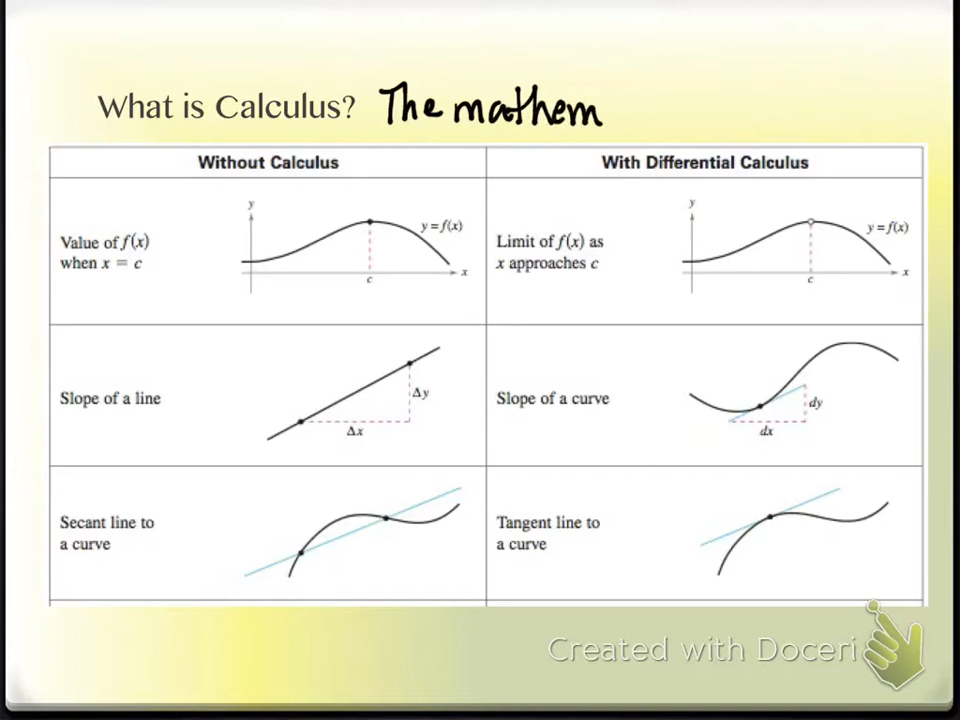 What is Calculus? The mathem
Without Calculus
With Differential Calculus
Value of f(x)
when x = c
y
y = f(x)
x
c
Limit of f(x) as
x approaches c
y
y = f(x)
x
c
Slope of a line
Δy
Δx
Slope of a curve
dy
dx
Secant line to
a curve
Tangent line to
a curve
Created with Doceri